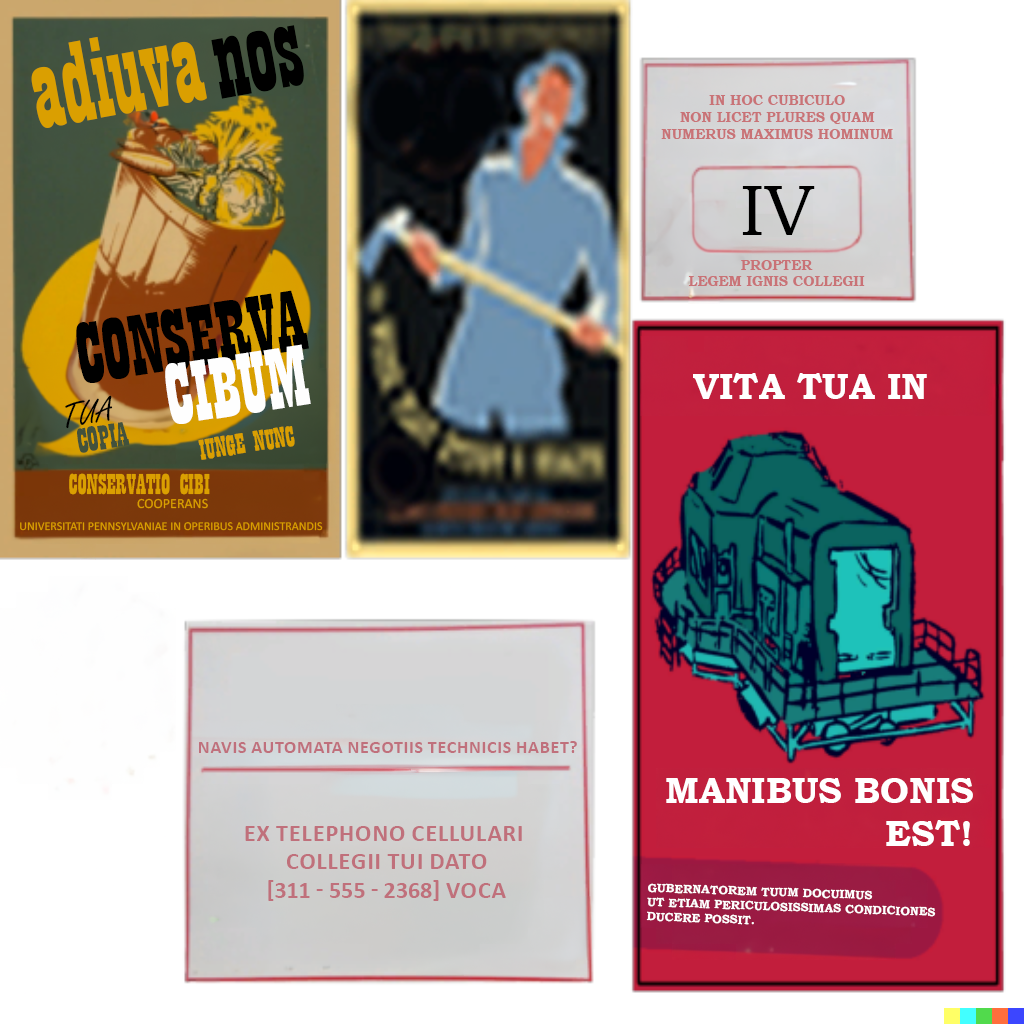 adiuva nos
CONSERVA
CIBUM
TUA
COPIA
IUNGE NUNC
CONSERVATIO CIBI
COOPERANS
UNIVERSITATI PENNSYLVANIAE IN OPERIBUS ADMINISTRANDIS
IN HOC CUBICULO
NON LICET PLURES QUAM
NUMERUS MAXIMUS HOMINUM
IV
PROPTER
LEGEM IGNIS COLLEGII
VITA TUA IN
MANIBUS BONIS
EST!
GUBERNATOREM TUUM DOCUIMUS
UT ETIAM PERICULOSISSIMAS CONDICIONES
DUCERE POSSIT.
NAVIS AUTOMATA NEGOTIIS TECHNICIS HABET?
EX TELEPHONO CELLULARI
COLLEGII TUI DATO
[311 - 555 - 2368] VOCA